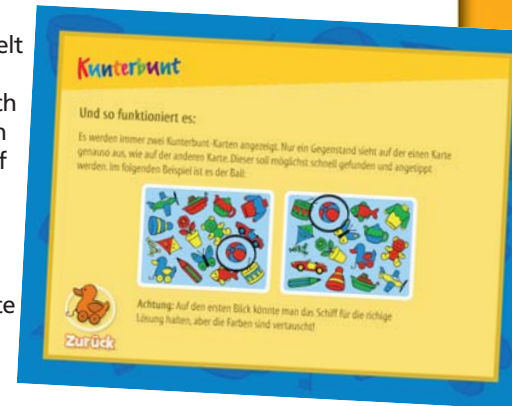 elt
ch
n
f
te
Kunterbunt
Und so funktioniert es:
Es werden immer zwei Kunterbunt-Karten angezeigt. Nur ein Gegenstand sieht auf der einen Karte
genauso aus, wie auf der anderen Karte. Dieser soll möglichst schnell gefunden und angetippt
werden. Im folgenden Beispiel ist es der Ball:
Achtung: Auf den ersten Blick könnte man das Schiff für die richtige
Lösung halten, aber die Farben sind vertauscht!
Zurück